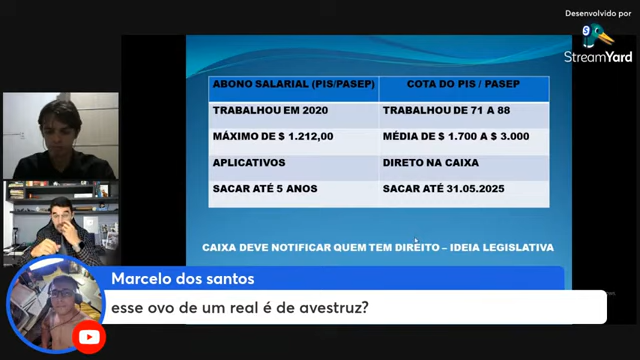 Desenvolvido por
StreamYard
ABONO SALARIAL (PIS/PASEP) COTA DO PIS / PASEP
TRABALHOU EM 2020 TRABALHOU DE 71 A 88
MÁXIMO DE $ 1.212,00 MÉDIA DE $ 1.700 A $ 3.000
APLICATIVOS DIRETO NA CAIXA
SACAR ATÉ 5 ANOS SACAR ATÉ 31.05.2025
CAIXA DEVE NOTIFICAR QUEM TEM DIREITO – IDEIA LEGISLATIVA
Marcelo dos santos
esse ovo de um real é de avestruz?